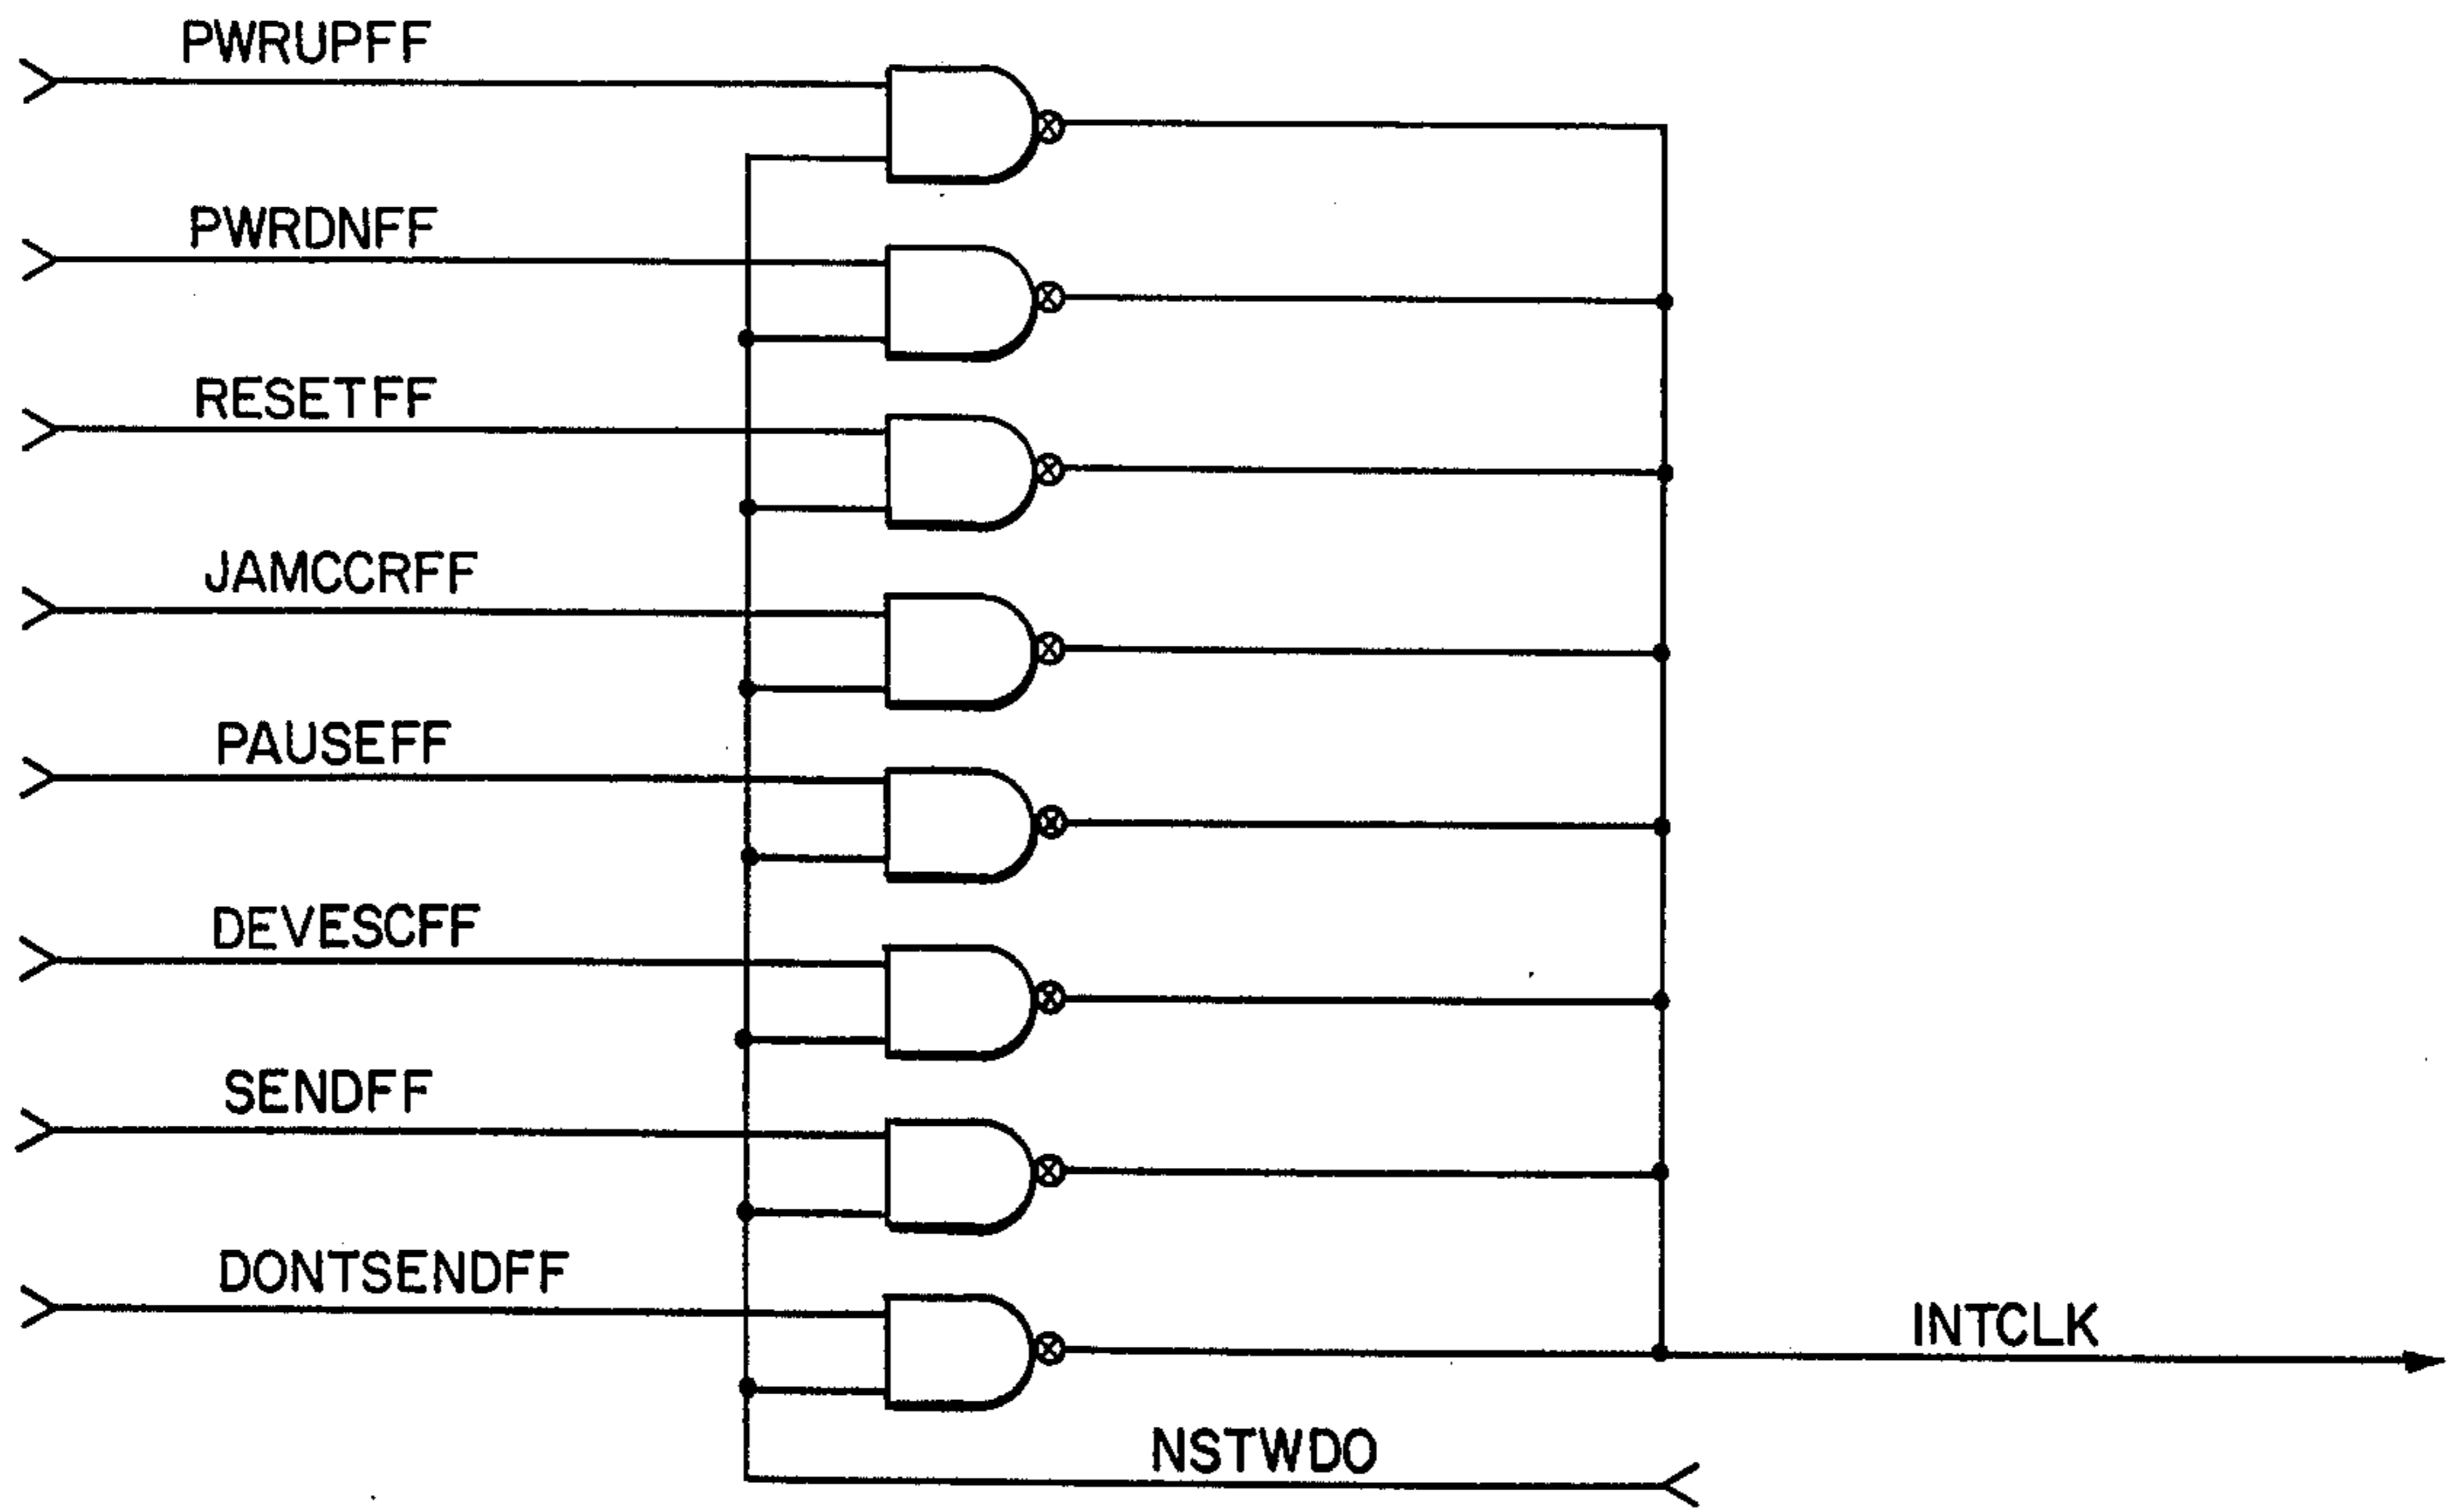 PWRUPFF
PWRDNFF
RESETFF
JAMCCRFF
PAUSEFF
DEVESCFF
SENDFF
DONTSENDFF
INTCLK
NSTWDO